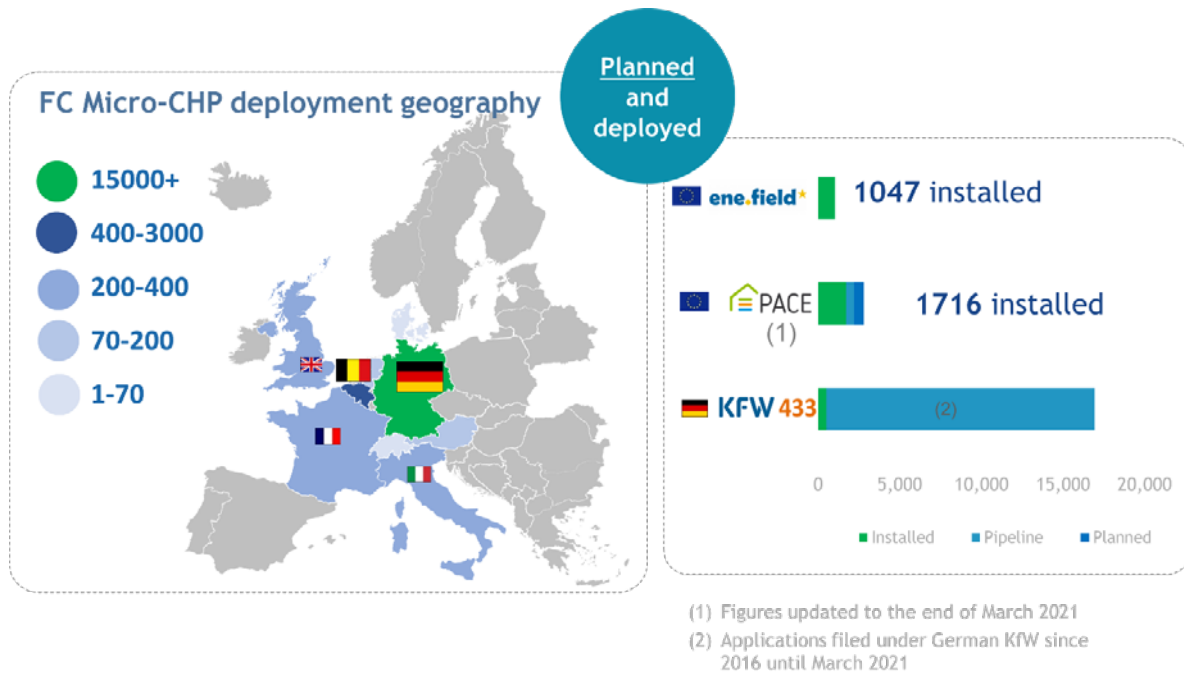 Planned
and
deployed
FC Micro-CHP deployment geography
15000+
400-3000
200-400
70-200
1-70
ene.field*
1047 installed
PACE
(1)
1716 installed
KFW 433
(2)
0 5,000 10,000 15,000 20,000
Installed Pipeline Planned
(1) Figures updated to the end of March 2021
(2) Applications filed under German KfW since
2016 until March 2021